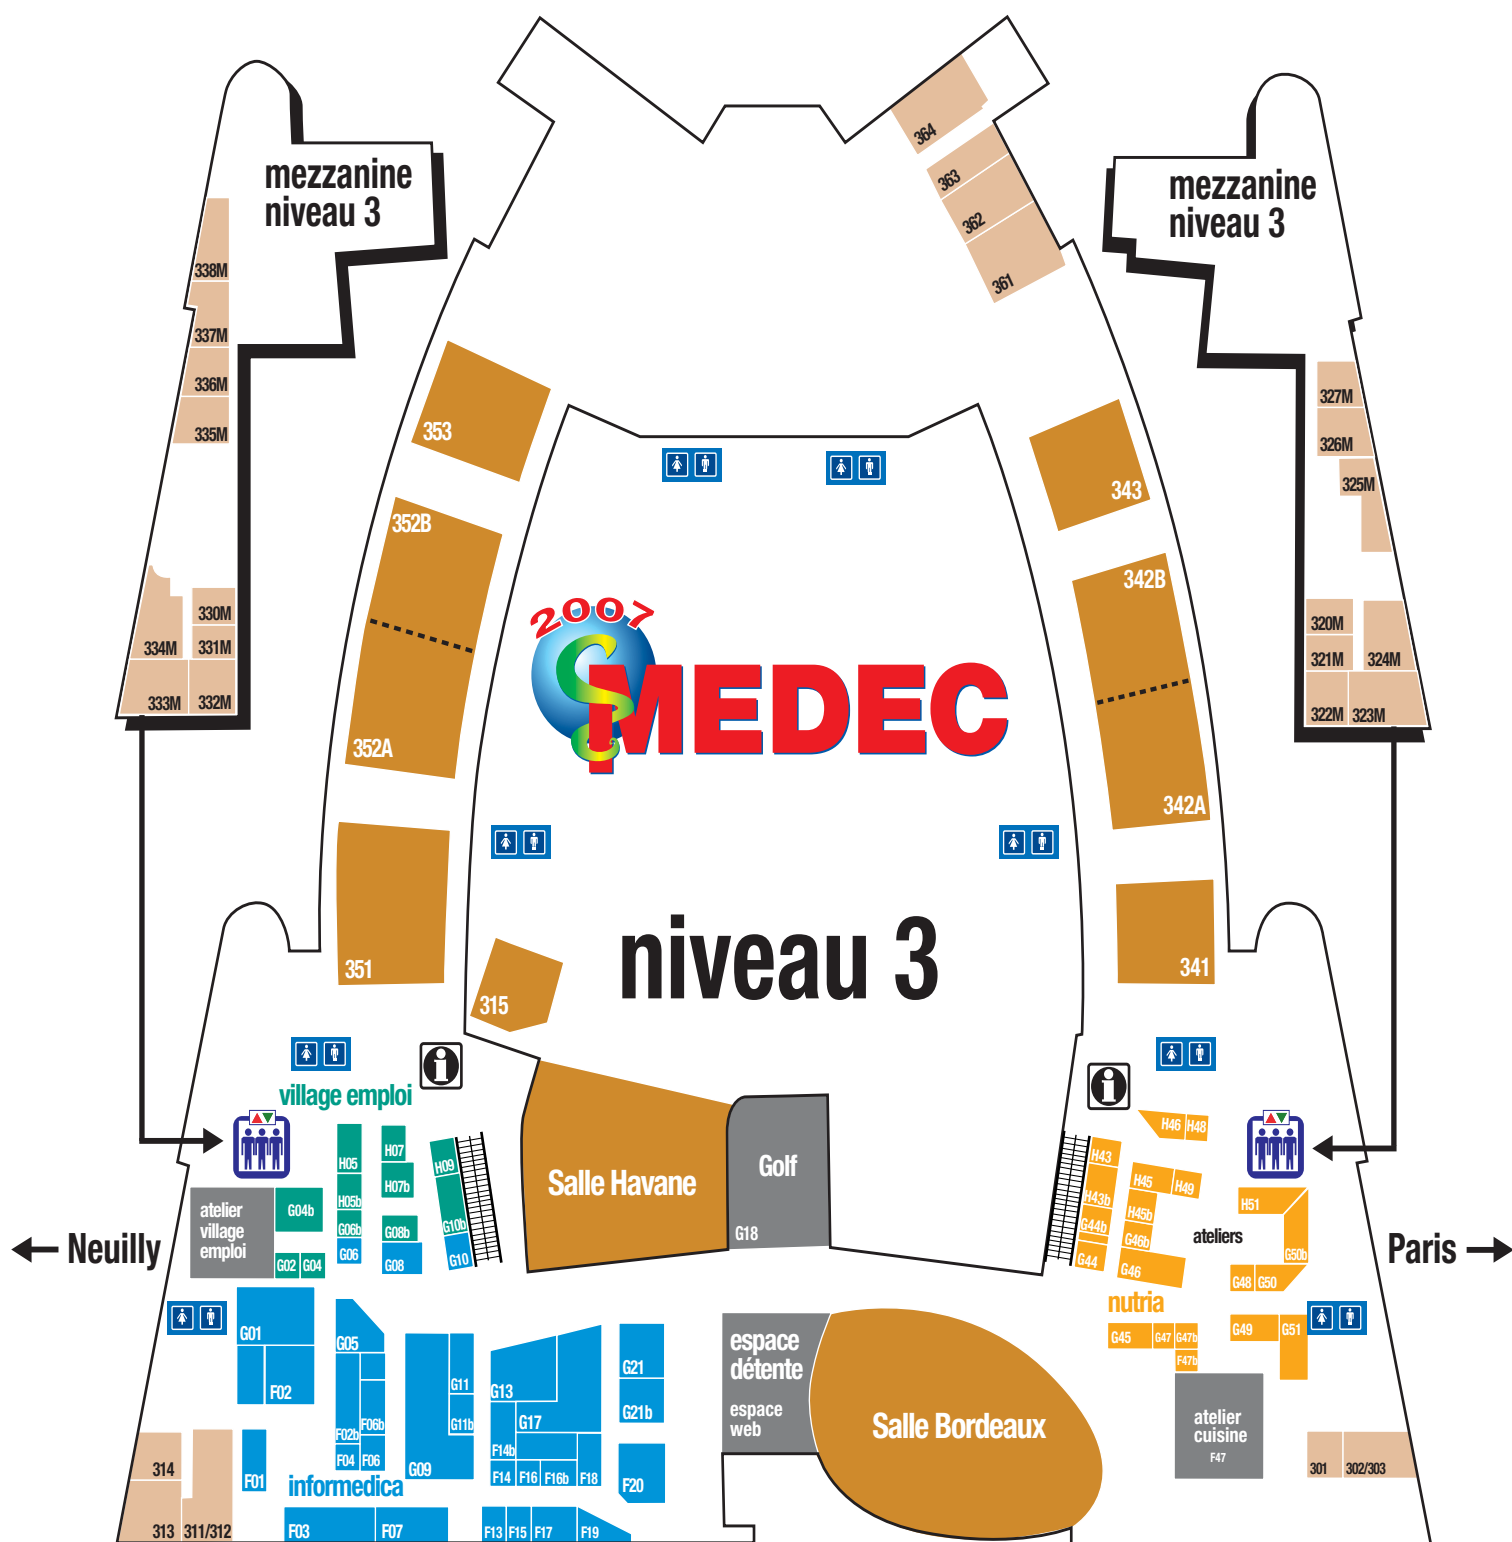 mezzanine
niveau 3
mezzanine
niveau 3
364
363
362
361
338M
337M
336M
335M
334M
330M
331M
333M
332M
327M
326M
325M
320M
321M
324M
322M
323M
353
352B
352A
351
315
343
342B
342A
341
2007
MEDEC
niveau 3
village emploi
H05
H05b
G06b
G06
H07
H07b
G08b
G08
H09
G10b
G10
atelier
village
emploi
G04b
G02
G04
Neuilly
Salle Havane
Golf
G18
H46
H48
H43
H43b
G44b
G44
H45
H49
H45b
G46b
G46
ateliers
H51
G50b
G48
G50
Paris
nutria
G45
G47
G47b
F47b
G49
G51
atelier
cuisine
F47
301
302/303
espace
détente
espace
web
Salle Bordeaux
G01
F02
G05
F02b
F06b
F04
F06
G09
G11
G11b
G13
G17
F14b
F14
F16
F16b
F18
G21
G21b
F20
F01
informedica
314
313
311/312
F03
F07
F13
F15
F17
F19